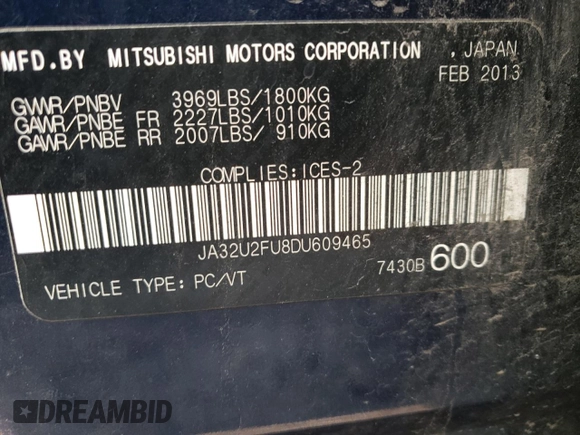 MFD.BY MITSUBISHI MOTORS CORPORATION , JAPAN
FEB 2013
GVWR/PNBV 3969LBS/1800KG
GAWR/PNBE FR 2227LBS/1010KG
GAWR/PNBE RR 2007LBS/ 910KG
COMPLIES:ICES-2
JA32U2FU8DU609465
7430B 600
VEHICLE TYPE: PC/VT
DREAMBID